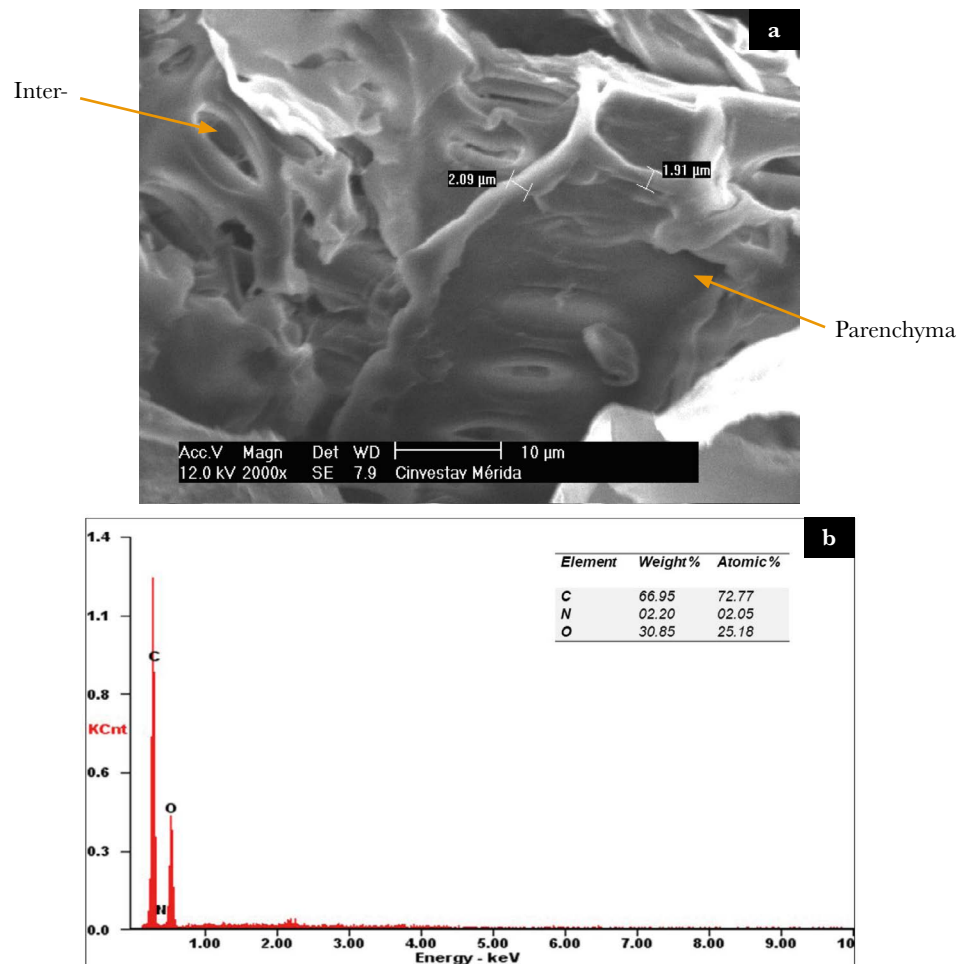 a
Inter-
2.09 µm
1.91 µm
Parenchyma
Acc.V Magn Det WD 10 µm
12.0 kV 2000x SE 7.9 Cinvestav Mérida
b
1.4
1.1
0.8
KCnt
0.6
0.3
0.0
C
O
N
Element Weight% Atomic%
C 66.95 72.77
N 02.20 02.05
O 30.85 25.18
1.00 2.00 3.00 4.00 5.00 6.00 7.00 8.00 9.00 10
Energy - keV